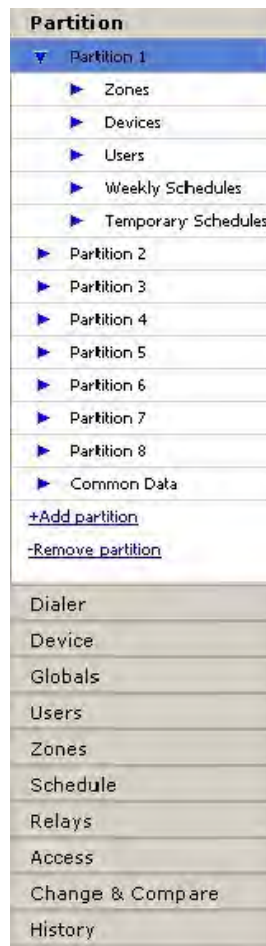 Partition
Partition 1
Zones
Devices
Users
Weekly Schedules
Temporary Schedules
Partition 2
Partition 3
Partition 4
Partition 5
Partition 6
Partition 7
Partition 8
Common Data
+Add partition
-Remove partition
Dialer
Device
Globals
Users
Zones
Schedule
Relays
Access
Change & Compare
History